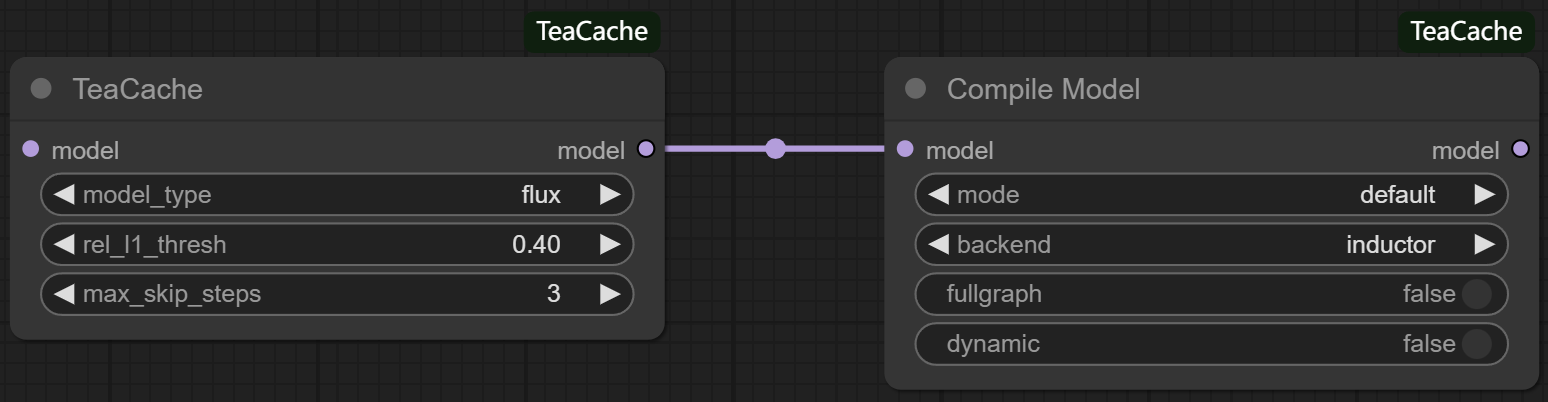 TeaCache
TeaCache
model model
model_type flux
rel_l1_thresh 0.40
max_skip_steps 3
TeaCache
Compile Model
model model
mode default
backend inductor
fullgraph false
dynamic false